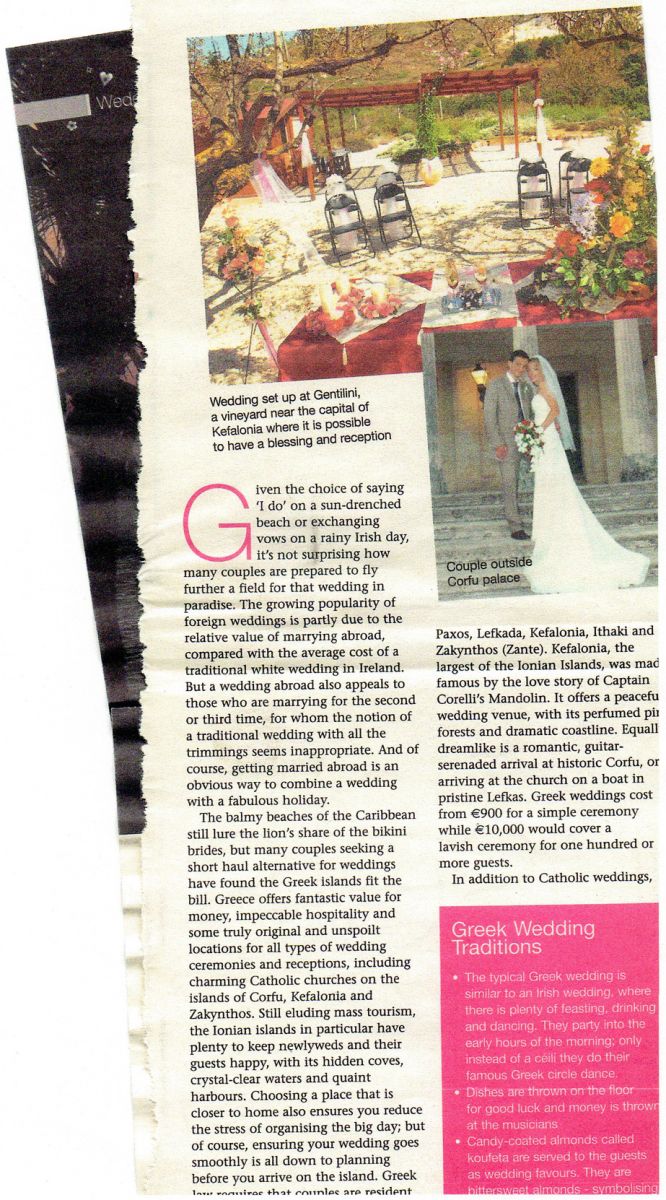 Wed
Wedding set up at Gentilini,
a vineyard near the capital of
Kefalonia where it is possible
to have a blessing and reception
Given the choice of saying
'I do' on a sun-drenched
beach or exchanging
vows on a rainy Irish day,
it's not surprising how
many couples are prepared to fly
further a field for that wedding in
paradise. The growing popularity of
foreign weddings is partly due to the
relative value of marrying abroad,
compared with the average cost of a
traditional white wedding in Ireland.
But a wedding abroad also appeals to
those who are marrying for the second
or third time, for whom the notion of
a traditional wedding with all the
trimmings seems inappropriate. And of
course, getting married abroad is an
obvious way to combine a wedding
with a fabulous holiday.
The balmy beaches of the Caribbean
still lure the lion's share of the bikini
brides, but many couples seeking a
short haul alternative for weddings
have found the Greek islands fit the
bill. Greece offers fantastic value for
money, impeccable hospitality and
some truly original and unspoilt
locations for all types of wedding
ceremonies and receptions, including
charming Catholic churches on the
islands of Corfu, Kefalonia and
Zakynthos. Still eluding mass tourism,
the Ionian islands in particular have
plenty to keep newlyweds and their
guests happy, with its hidden coves,
crystal-clear waters and quaint
harbours. Choosing a place that is
closer to home also ensures you reduce
the stress of organising the big day; but
of course, ensuring your wedding goes
smoothly is all down to planning
before you arrive on the island. Greek
law requires that couples are resident
Couple outside
Corfu palace
Paxos, Lefkada, Kefalonia, Ithaki and
Zakynthos (Zante). Kefalonia, the
largest of the Ionian Islands, was mad
famous by the love story of Captain
Corelli's Mandolin. It offers a peacefu
wedding venue, with its perfumed pin
forests and dramatic coastline. Equall
dreamlike is a romantic, guitar-
serenaded arrival at historic Corfu, or
arriving at the church on a boat in
pristine Lefkas. Greek weddings cost
from €900 for a simple ceremony
while €10,000 would cover a
lavish ceremony for one hundred or
more guests.
In addition to Catholic weddings,
Greek Wedding
Traditions
• The typical Greek wedding is
similar to an Irish wedding, where
there is plenty of feasting, drinking
and dancing. They party into the
early hours of the morning; only
instead of a céilí they do their
famous Greek circle dance.
• Dishes are thrown on the floor
for good luck and money is thrown
at the musicians.
• Candy-coated almonds called
koufeta are served to the guests
as wedding favours. They are
bittersweet almonds - symbolising